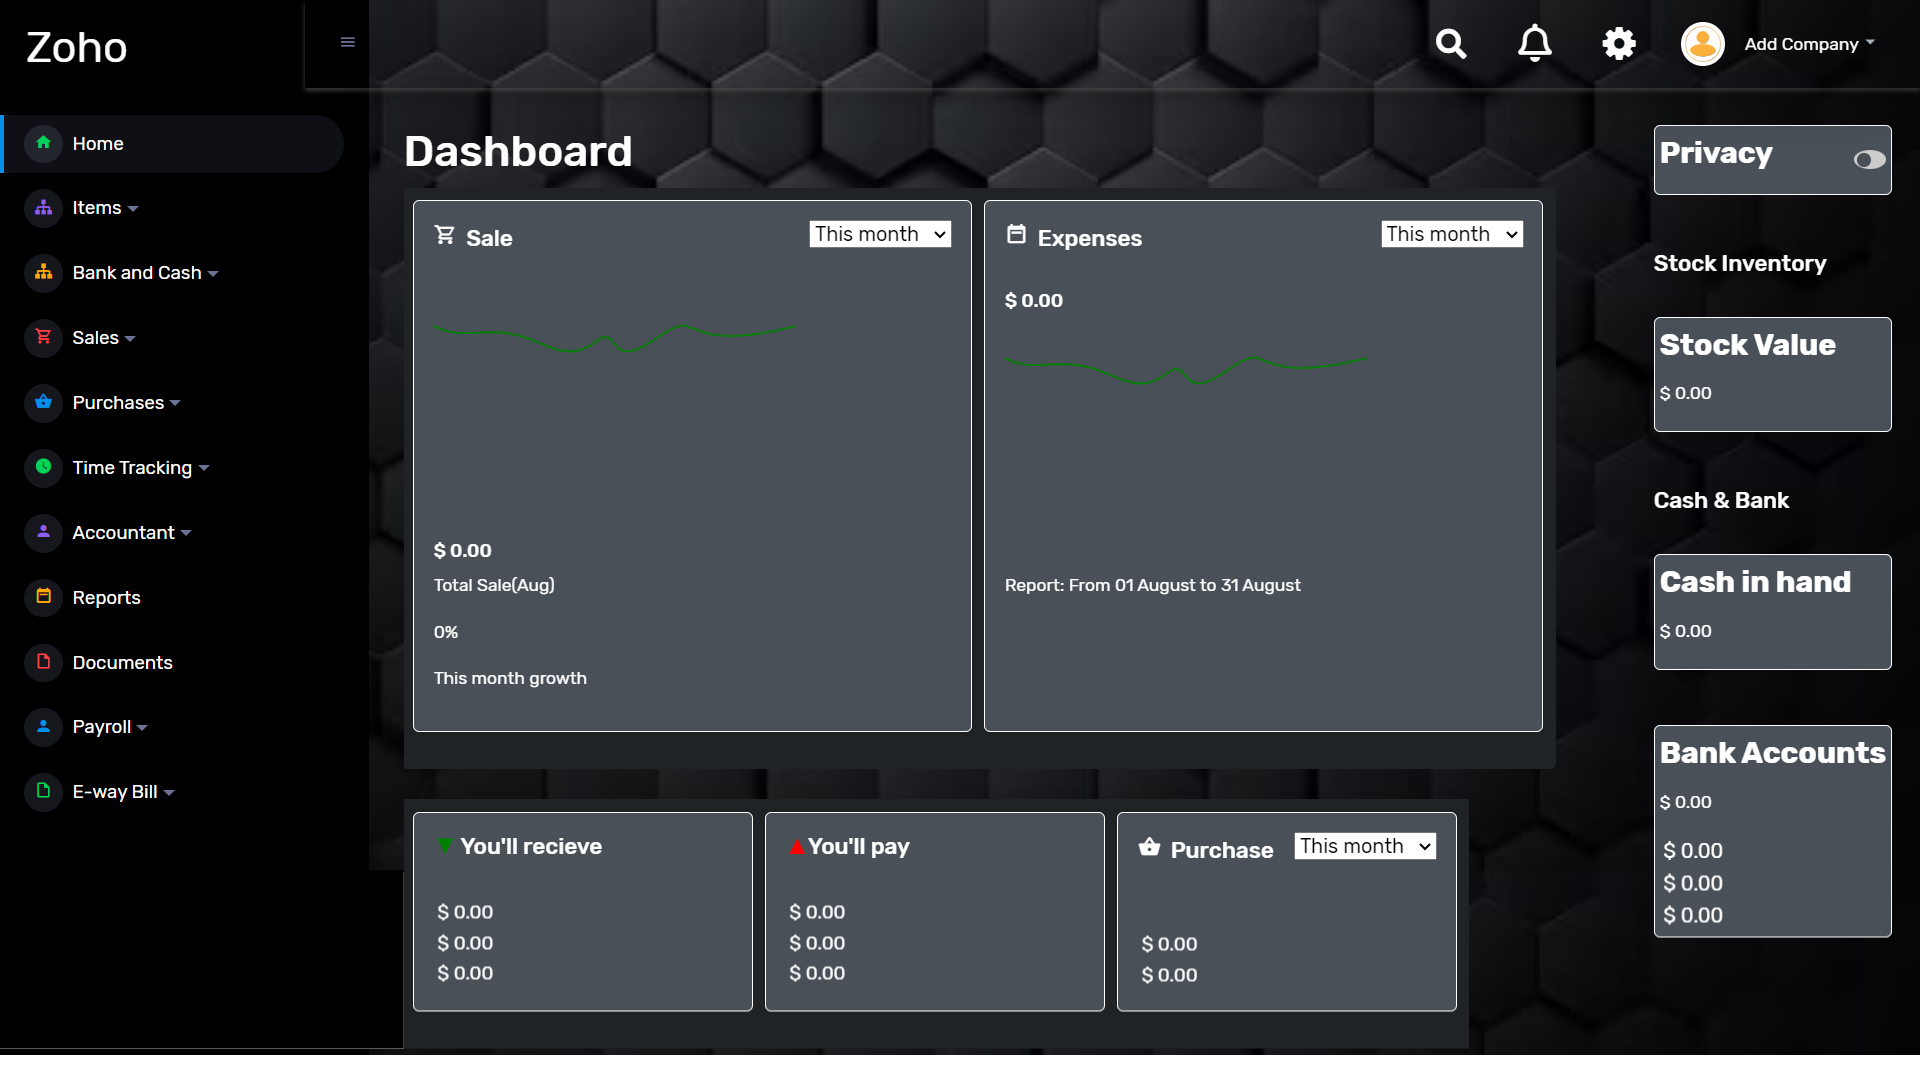 Zoho
Add Company
Home
Items
Bank and Cash
Sales
Purchases
Time Tracking
Accountant
Reports
Documents
Payroll
E-way Bill
Dashboard
Sale
This month
$ 0.00
Total Sale(Aug)
0%
This month growth
Expenses
This month
$ 0.00
Report: From 01 August to 31 August
You'll recieve
$ 0.00
$ 0.00
$ 0.00
You'll pay
$ 0.00
$ 0.00
$ 0.00
Purchase
This month
$ 0.00
$ 0.00
Privacy
Stock Inventory
Stock Value
$ 0.00
Cash & Bank
Cash in hand
$ 0.00
Bank Accounts
$ 0.00
$ 0.00
$ 0.00
$ 0.00